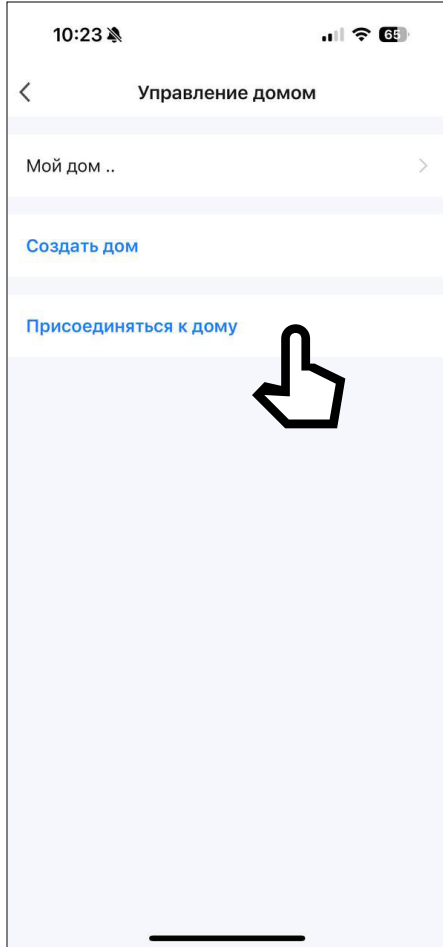 10:23
65
Управление домом
Мой дом ..
Создать дом
Присоединяться к дому